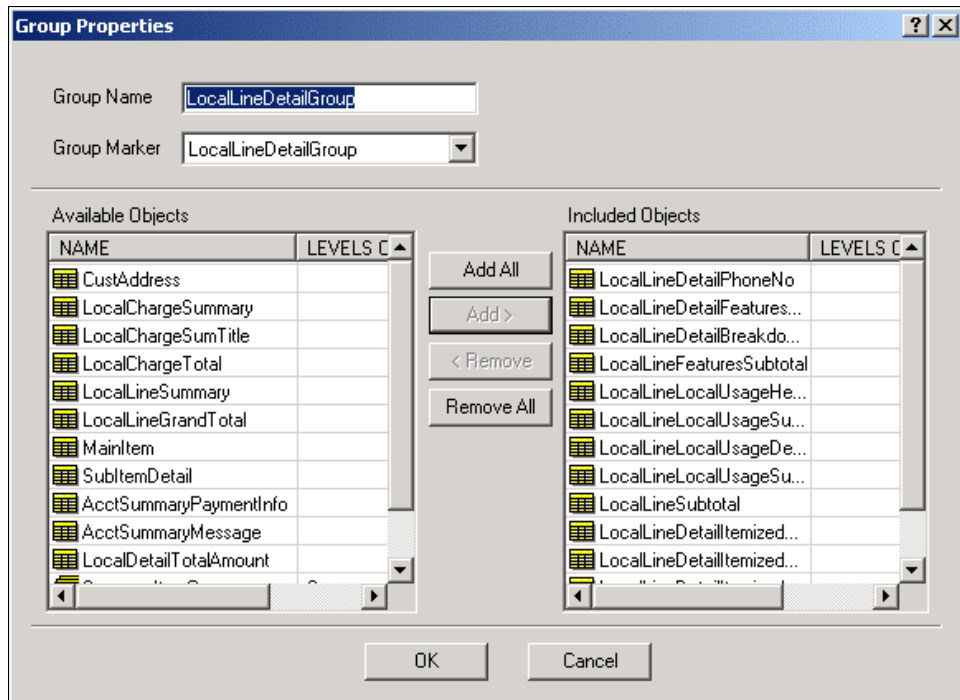 Group Properties
Group Name
LocalLineDetailGroup
Group Marker
LocalLineDetailGroup
Available Objects
NAME
LEVELS C
CustAddress
LocalChargeSummary
LocalChargeSumTitle
LocalChargeTotal
LocalLineSummary
LocalLineGrandTotal
MainItem
SubItemDetail
AcctSummaryPaymentInfo
AcctSummaryMessage
LocalDetailTotalAmount
Add All
Add >
< Remove
Remove All
Included Objects
NAME
LEVELS C
LocalLineDetailPhoneNo
LocalLineDetailFeatures...
LocalLineDetailBreakdo...
LocalLineFeaturesSubtotal
LocalLineLocalUsageHe...
LocalLineLocalUsageSu...
LocalLineLocalUsageDe...
LocalLineLocalUsageSu...
LocalLineSubtotal
LocalLineDetailItemized...
LocalLineDetailItemized...
OK
Cancel